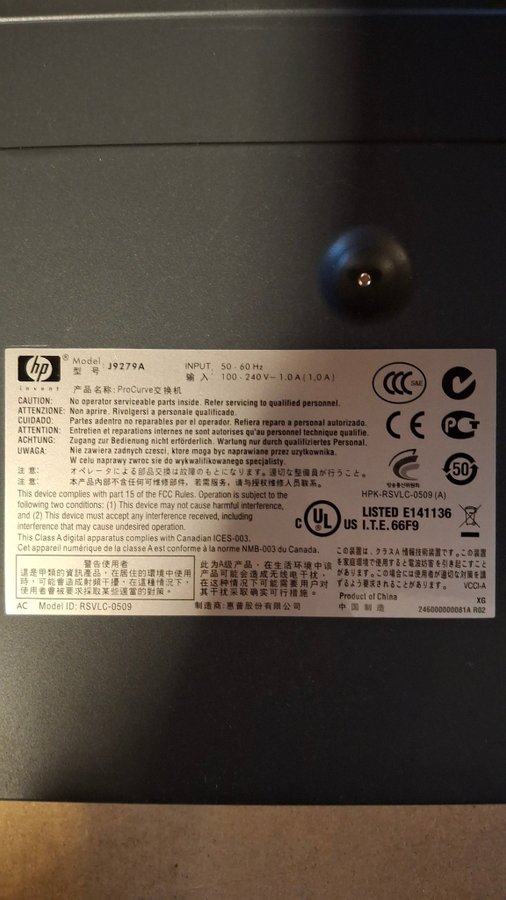 hp ®
invent
Model
型 号: J9279A
INPUT 50 - 60 Hz
输 入: 100 - 240V~ 1.0A (1,0A)
产品名称: ProCurve交换机
CAUTION: No operator serviceable parts inside. Refer servicing to qualified personnel.
ATTENZIONE: Non aprire. Rivolgersi a personale qualificado.
CUIDADO: Partes adentro no reparables por el operador. Refiera reparo a personal autorizado.
ATTENTION: Entretien et reparations internes ne sont autorises qu'au personnel technique qualifie.
ACHTUNG: Zugang zur Bedienung nicht erforderlich. Wartung nur durch qualifiziertes Personal.
UWAGA: Nie zawiera zadnych czesci, ktore moga byc naprawiane przez uzytkownika.
W celu naprawy zwroc sie do wykwalifikowanego specjalisty.
注 意: オペレータによる部品交換は故障のもとになります。適切な整備員が行うこと。
注 意: 本产品内部不含任何可维修部件。需维修时，请与授权维修人员联系。
This device complies with part 15 of the FCC Rules. Operation is subject to the
following two conditions: (1) This device may not cause harmful interference,
and (2) This device must accept any interference received, including
interference that may cause undesired operation.
This Class A digital apparatus complies with Canadian ICES-003.
Cet appareil numérique de la classe A est conforme à la norme NMB-003 du Canada.
警告使用者
這是甲類的資訊產品，在居住的環境中使用
時，可能會造成射頻干擾，在這種情況下，
使用者會被要求採取某些適當的對策。
此为A级产品，在生活环境中该
产品可能会造成无线电干扰，
在这种情况下可能需要用户对
其干扰采取确实可行措施。
AC Model ID: RSVLC-0509
制造商: 惠普股份有限公司
CCC S&E
CE
50
HPK-RSVLC-0509 (A)
C UL US
LISTED E141136
I.T.E. 66F9
この装置は、クラスA 情報技術装置です。この装置
を家庭環境で使用すると電波妨害を引き起こすこと
があります。この場合には使用者が適切な対策を講
ずるよう要求されることがあります。 VCCI-A
Product of China
中 国 制 造
XG
246000000081A R02